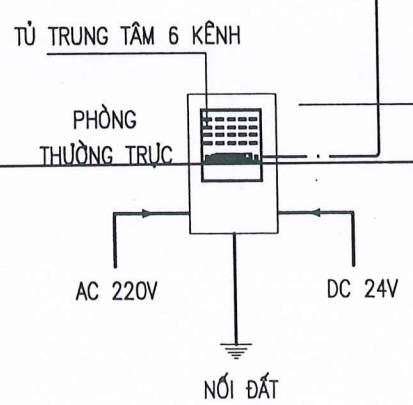 TỦ TRUNG TÂM 6 KÊNH
PHÒNG
THƯỜNG TRỰC
AC 220V
DC 24V
NỐI ĐẤT